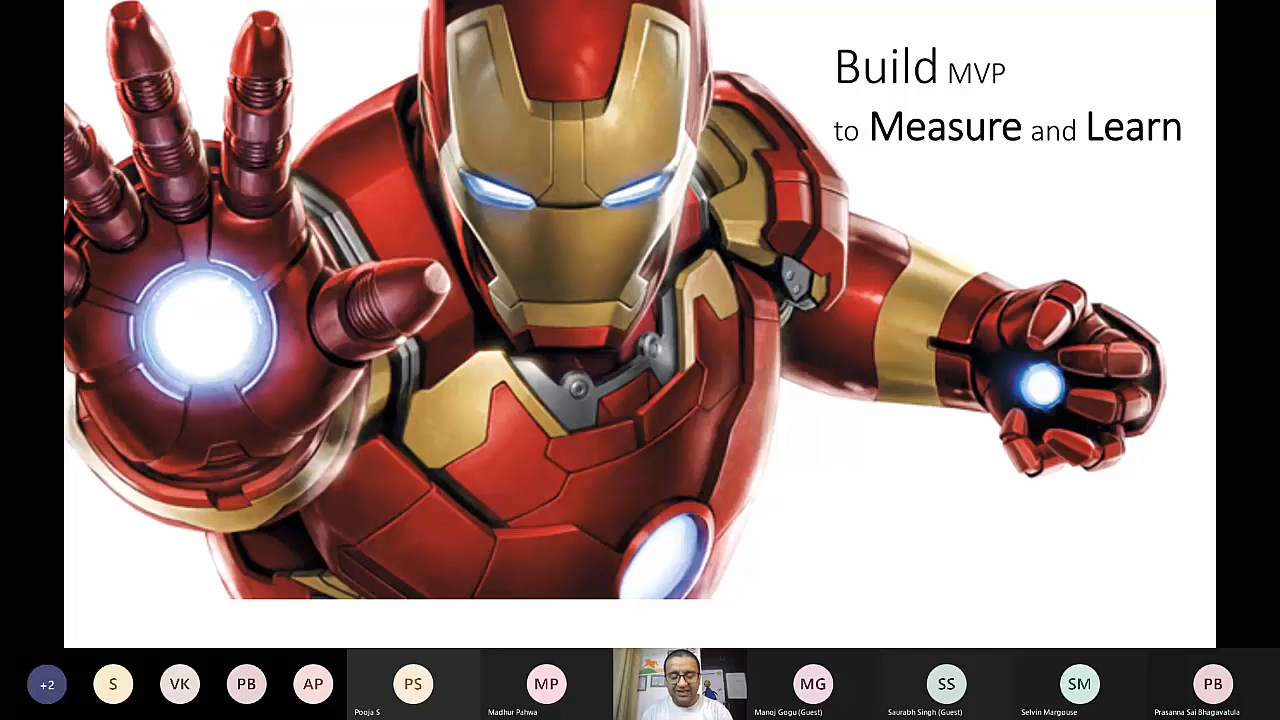 Build MVP
to Measure and Learn
+2
S
VK
PB
AP
PS
MP
MG
SS
SM
PB
Pooja S
Madhur Pahwa
Manoj Gogu (Guest)
Saurabh Singh (Guest)
Selvin Margouse
Prasanna Sai Bhagavatula